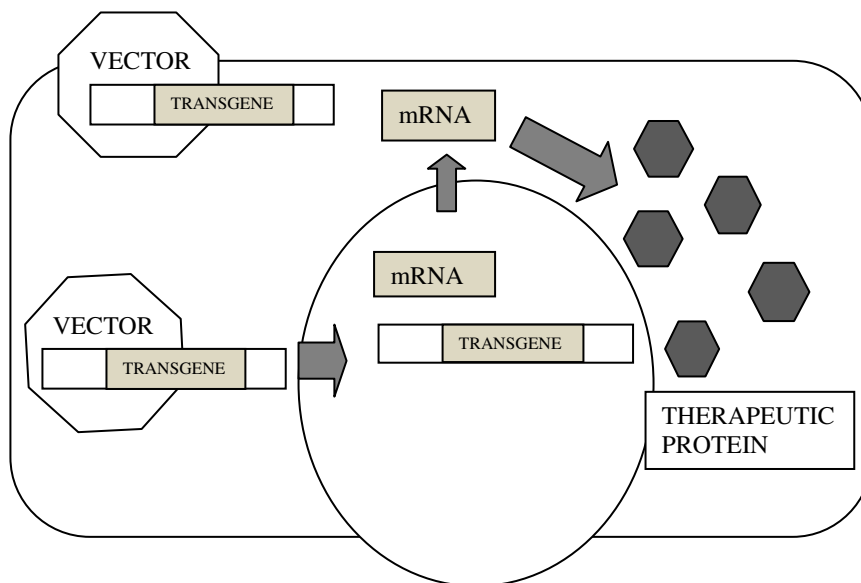 VECTOR
TRANSGENE
mRNA
mRNA
VECTOR
TRANSGENE
TRANSGENE
THERAPEUTIC
PROTEIN